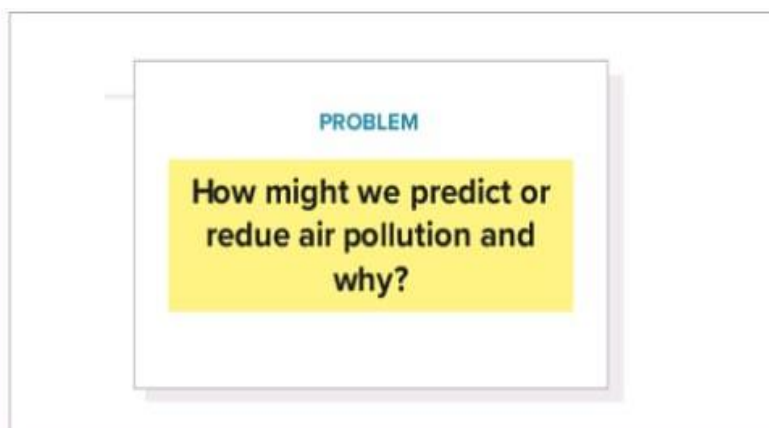 PROBLEM
How might we predict or
redue air pollution and
why?